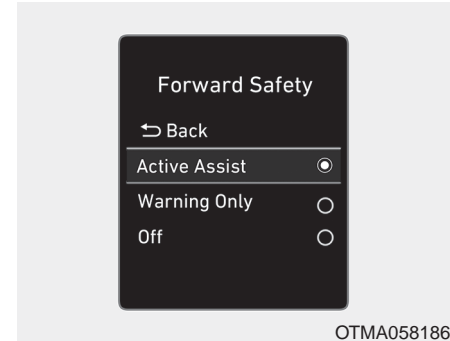 Forward Safety
Back
Active Assist
Warning Only
Off
OTMA058186